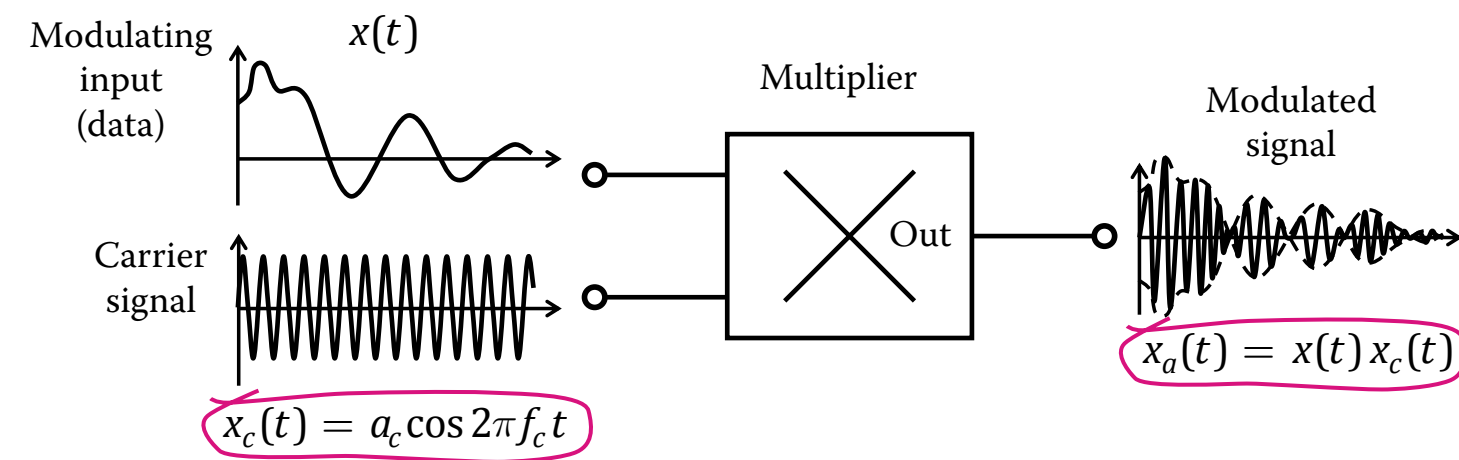 Modulating
input
(data)
x(t)
Multiplier
Modulated
signal
Out
Carrier
signal
x_a(t) = x(t) x_c(t)
x_c(t) = a_c cos 2πf_c t